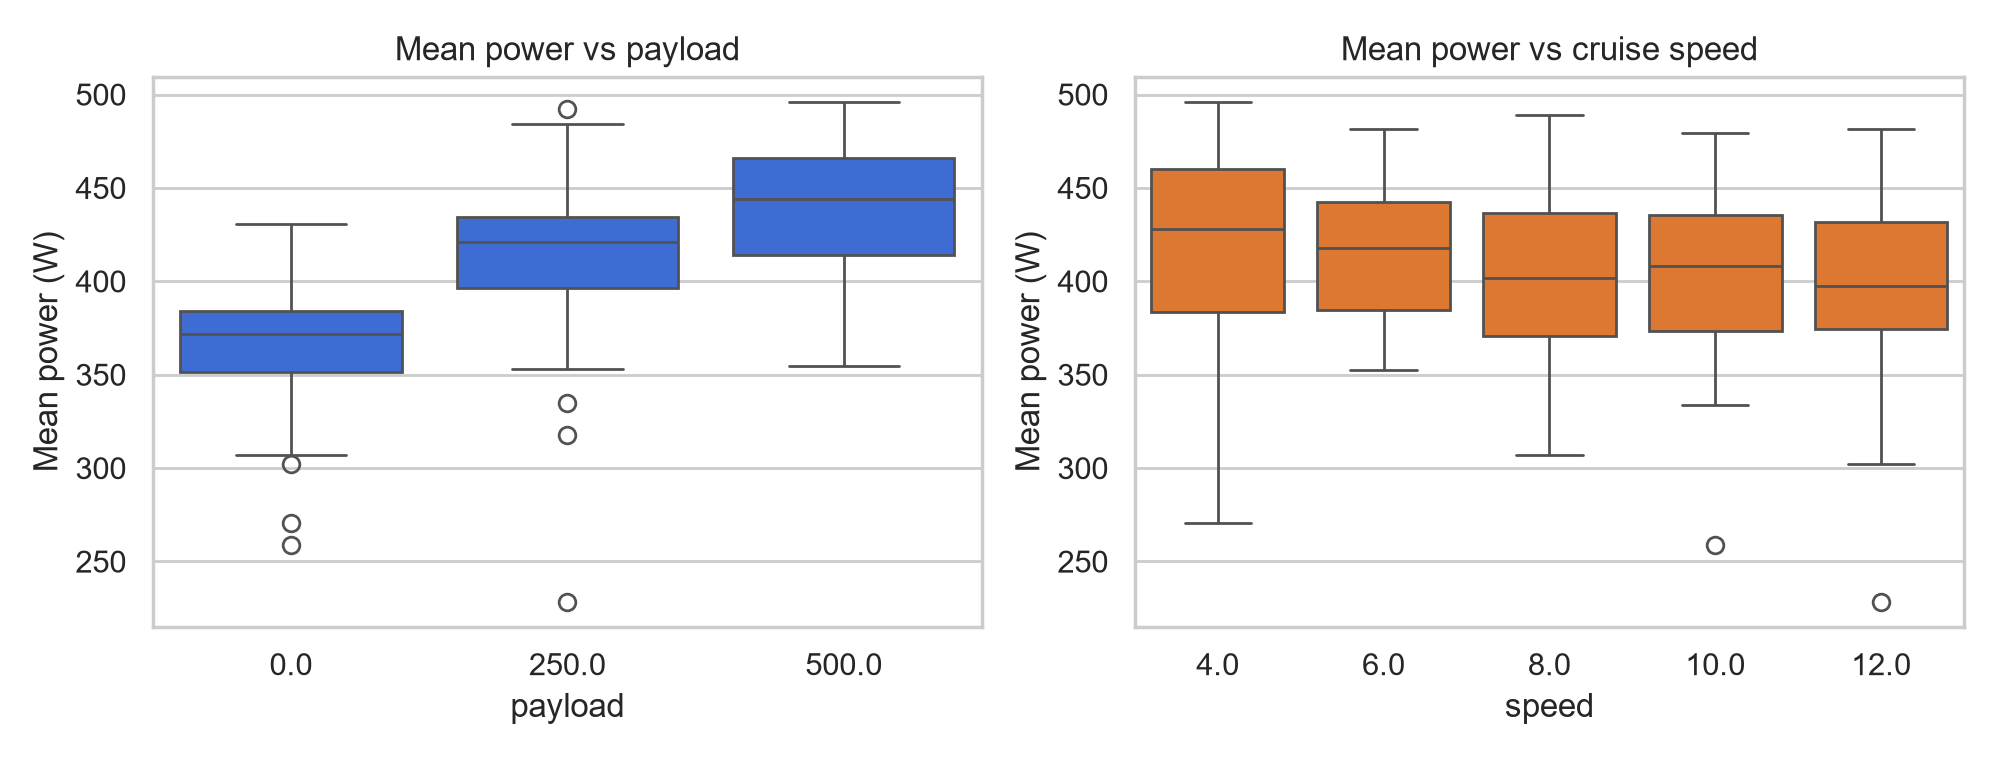 Mean power vs payload
Mean power (W)
500
450
400
350
300
250
0.0 250.0 500.0
payload
Mean power vs cruise speed
Mean power (W)
500
450
400
350
300
250
4.0 6.0 8.0 10.0 12.0
speed